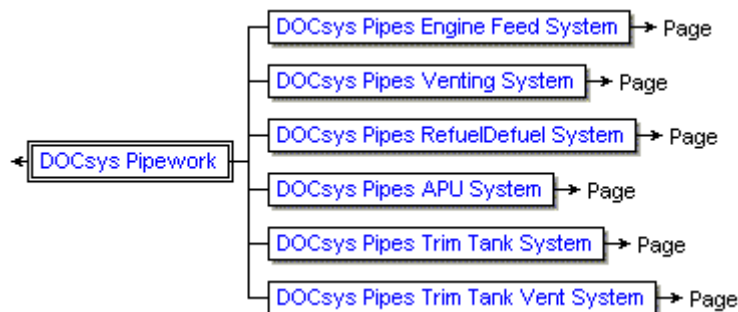 DOCsys Pipes Engine Feed System Page
DOCsys Pipes Venting System Page
DOCsys Pipes RefuelDefuel System Page
DOCsys Pipework
DOCsys Pipes APU System Page
DOCsys Pipes Trim Tank System Page
DOCsys Pipes Trim Tank Vent System Page